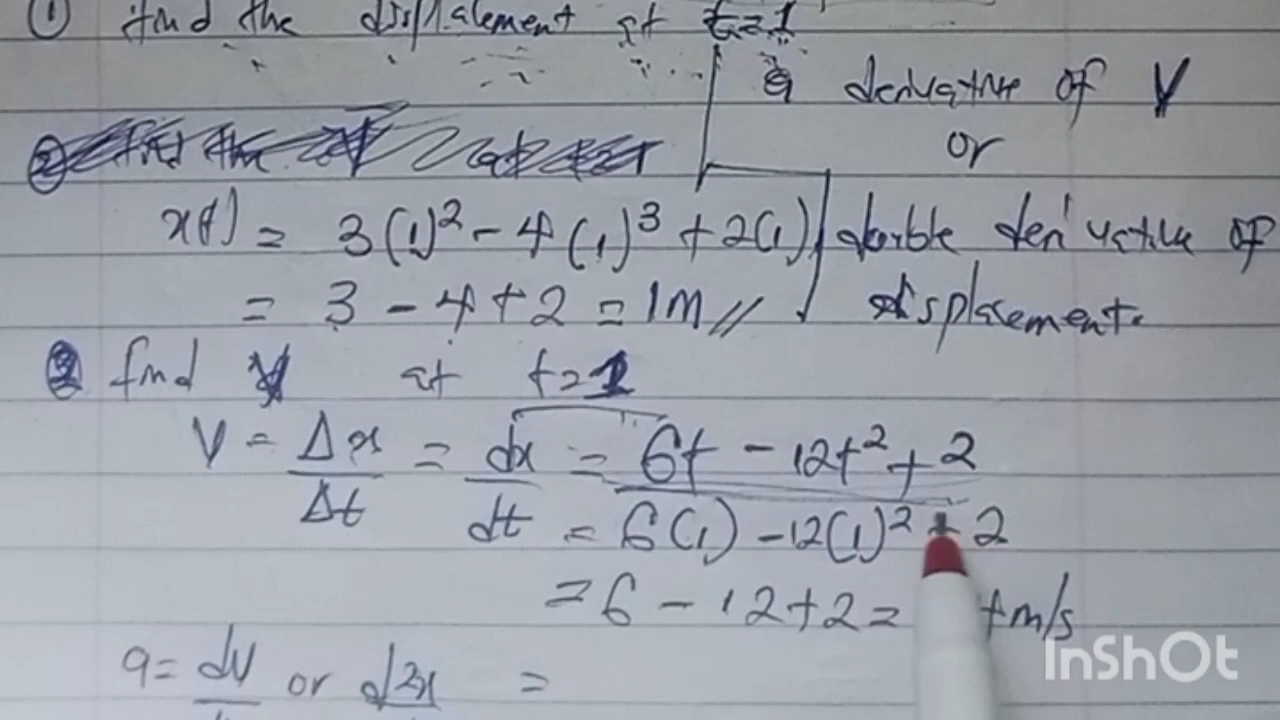 ① find the displacement at t=1
a derivative of V
or
double derivative of
displacement.
②
x(1) = 3(1)² - 4(1)³ + 2(1)
= 3 - 4 + 2 = 1m //
find V at t=1
V = Δx/Δt = dx/dt = 6t - 12t² + 2
= 6(1) - 12(1)² + 2
= 6 - 12 + 2 = m/s
a = dv or d2x =
InShOt